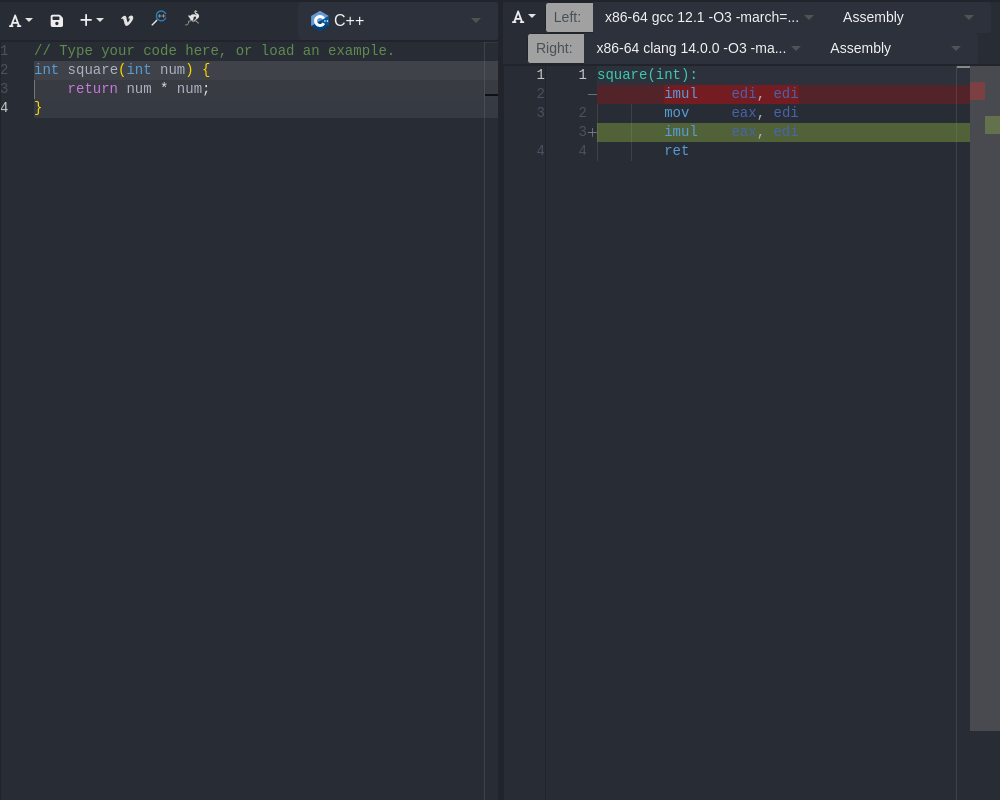 A
C++
1 // Type your code here, or load an example.
2 int square(int num) {
3 return num * num;
4 }
A Left: x86-64 gcc 12.1 -O3 -march=... Assembly
Right: x86-64 clang 14.0.0 -O3 -ma... Assembly
1 1 square(int):
2 — imul edi, edi
3 2 mov eax, edi
3+ imul eax, edi
4 4 ret